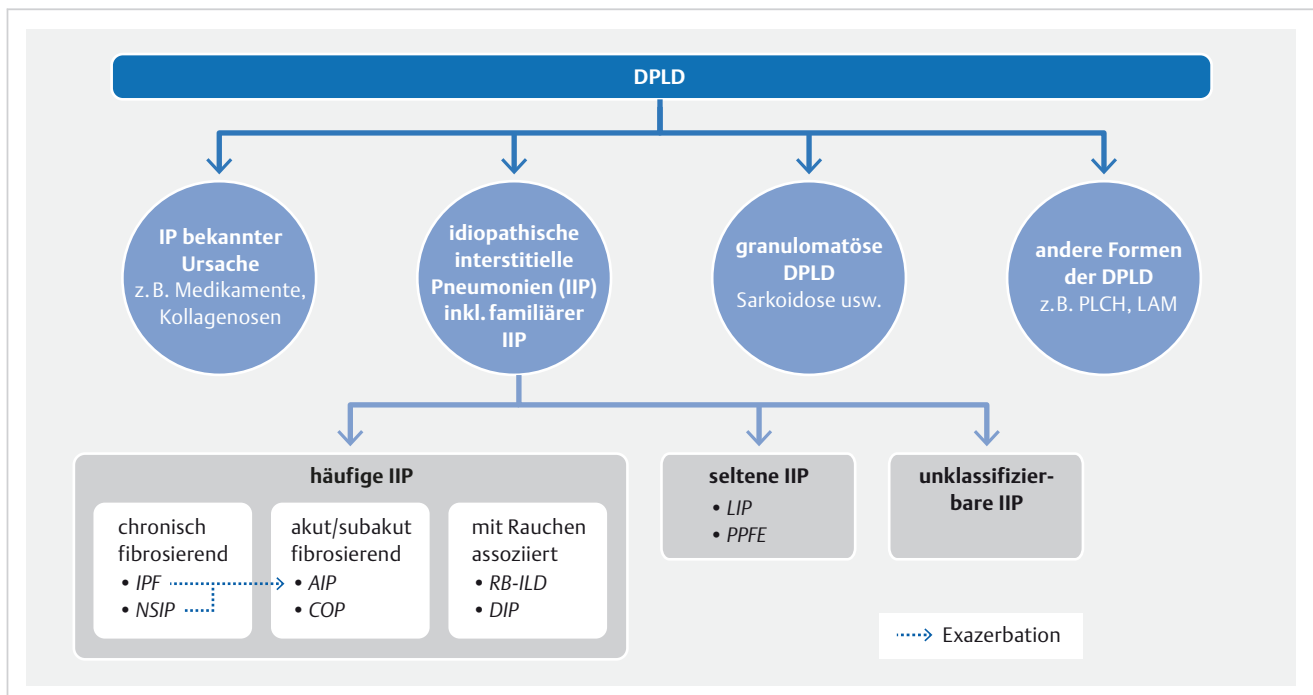 DPLD
IP bekannter
Ursache
z. B. Medikamente,
Kollagenosen
idiopathische
interstitielle
Pneumonien (IIP)
inkl. familiärer
IIP
granulomatöse
DPLD
Sarkoidose usw.
andere Formen
der DPLD
z.B. PLCH, LAM
häufige IIP
chronisch
fibrosierend
• IPF
• NSIP
akut/subakut
fibrosierend
• AIP
• COP
mit Rauchen
assoziiert
• RB-ILD
• DIP
seltene IIP
• LIP
• PPFE
unklassifizier-
bare IIP
Exazerbation